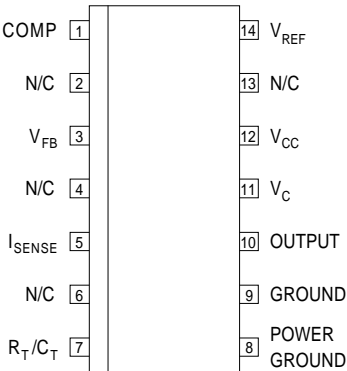 COMP 1 14 V_REF
N/C 2 13 N/C
V_FB 3 12 V_CC
N/C 4 11 V_C
I_SENSE 5 10 OUTPUT
N/C 6 9 GROUND
R_T/C_T 7 8 POWER
GROUND